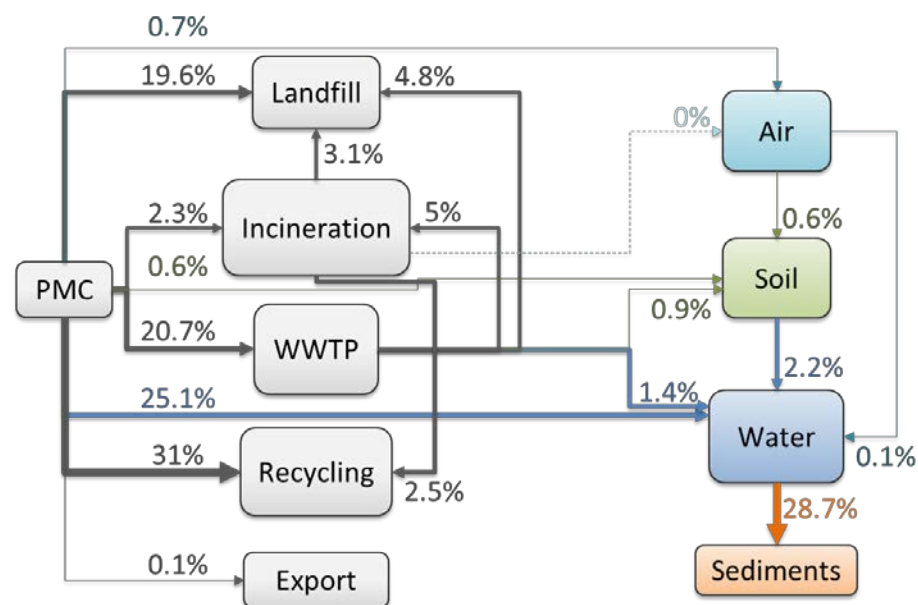 0.7%
19.6%
Landfill
4.8%
0%
Air
3.1%
2.3%
Incineration
5%
0.6%
PMC
0.6%
Soil
0.9%
20.7%
WWTP
2.2%
25.1%
1.4%
Water
31%
Recycling
2.5%
0.1%
28.7%
0.1%
Export
Sediments